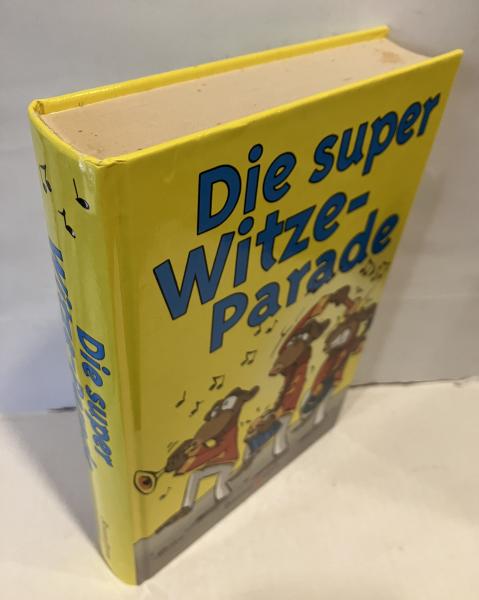 Die super
Witze-
Parade
Die super